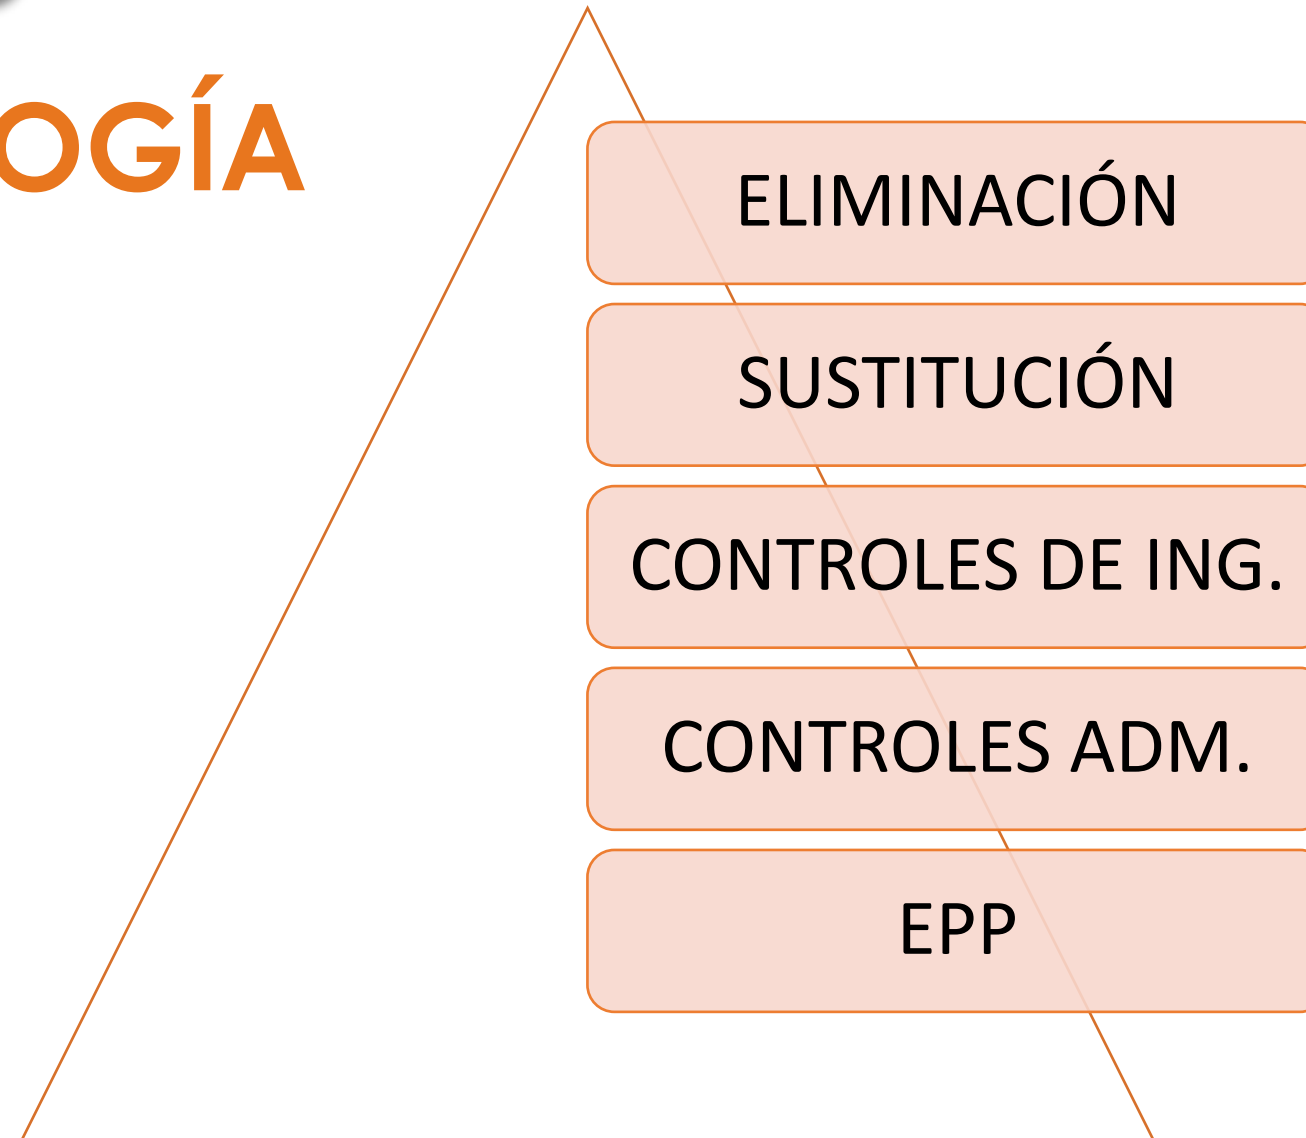 OGÍA
ELIMINACIÓN
SUSTITUCIÓN
CONTROLES DE ING.
CONTROLES ADM.
EPP